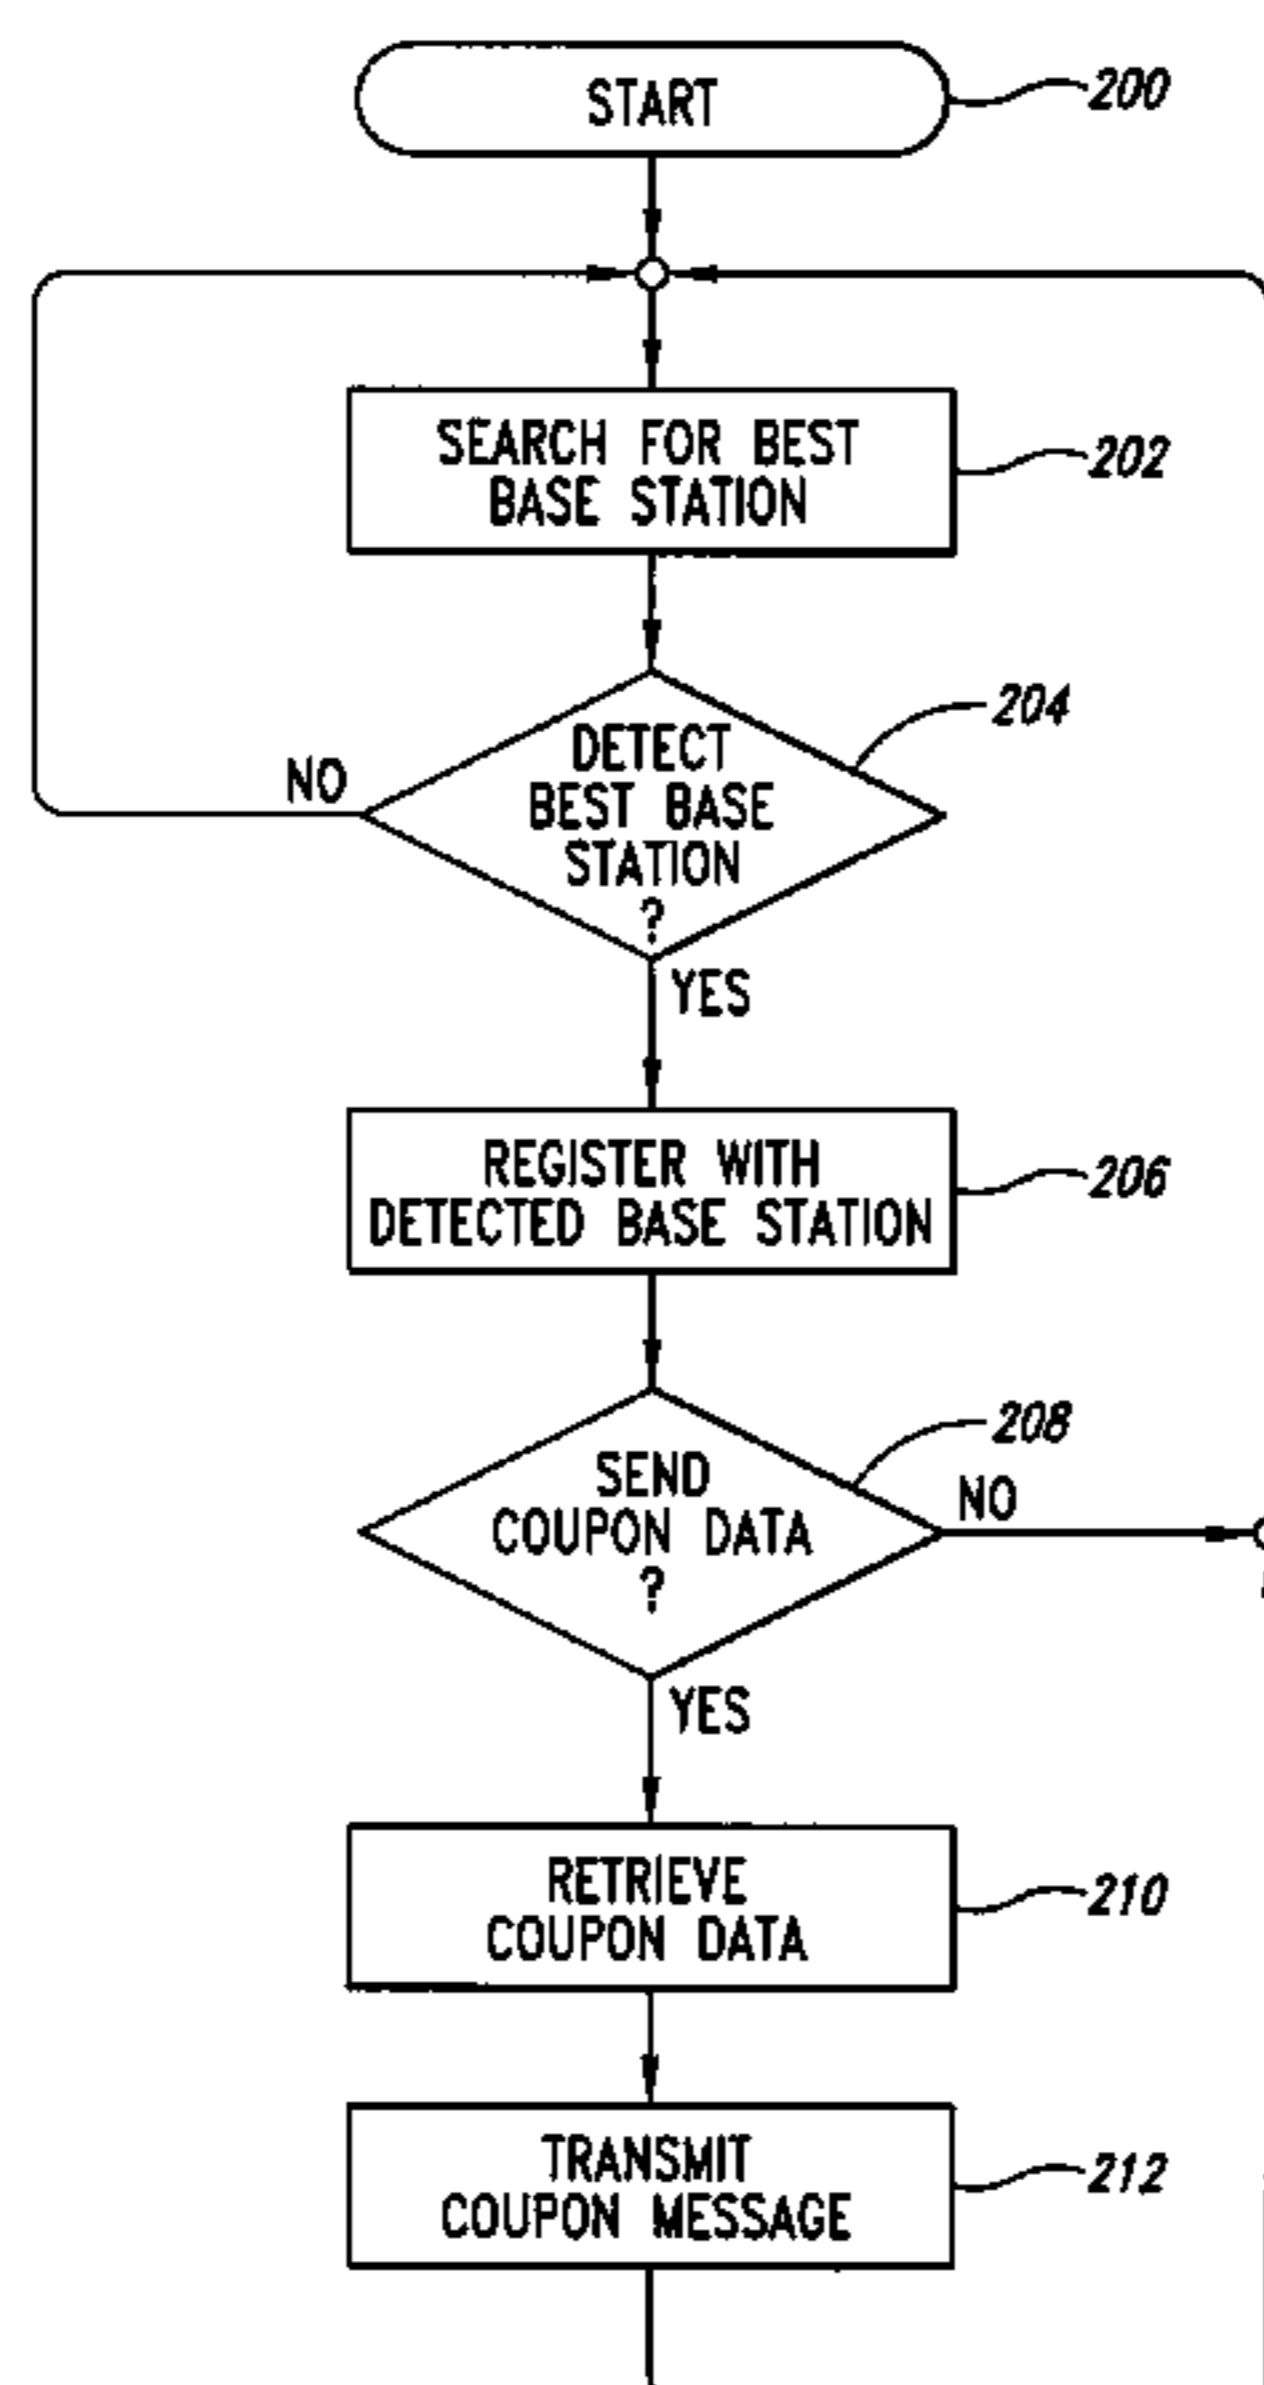 START
200
SEARCH FOR BEST
BASE STATION
202
204
DETECT
BEST BASE
STATION
?
NO
YES
REGISTER WITH
DETECTED BASE STATION
206
208
SEND
COUPON DATA
?
NO
YES
RETRIEVE
COUPON DATA
210
TRANSMIT
COUPON MESSAGE
212